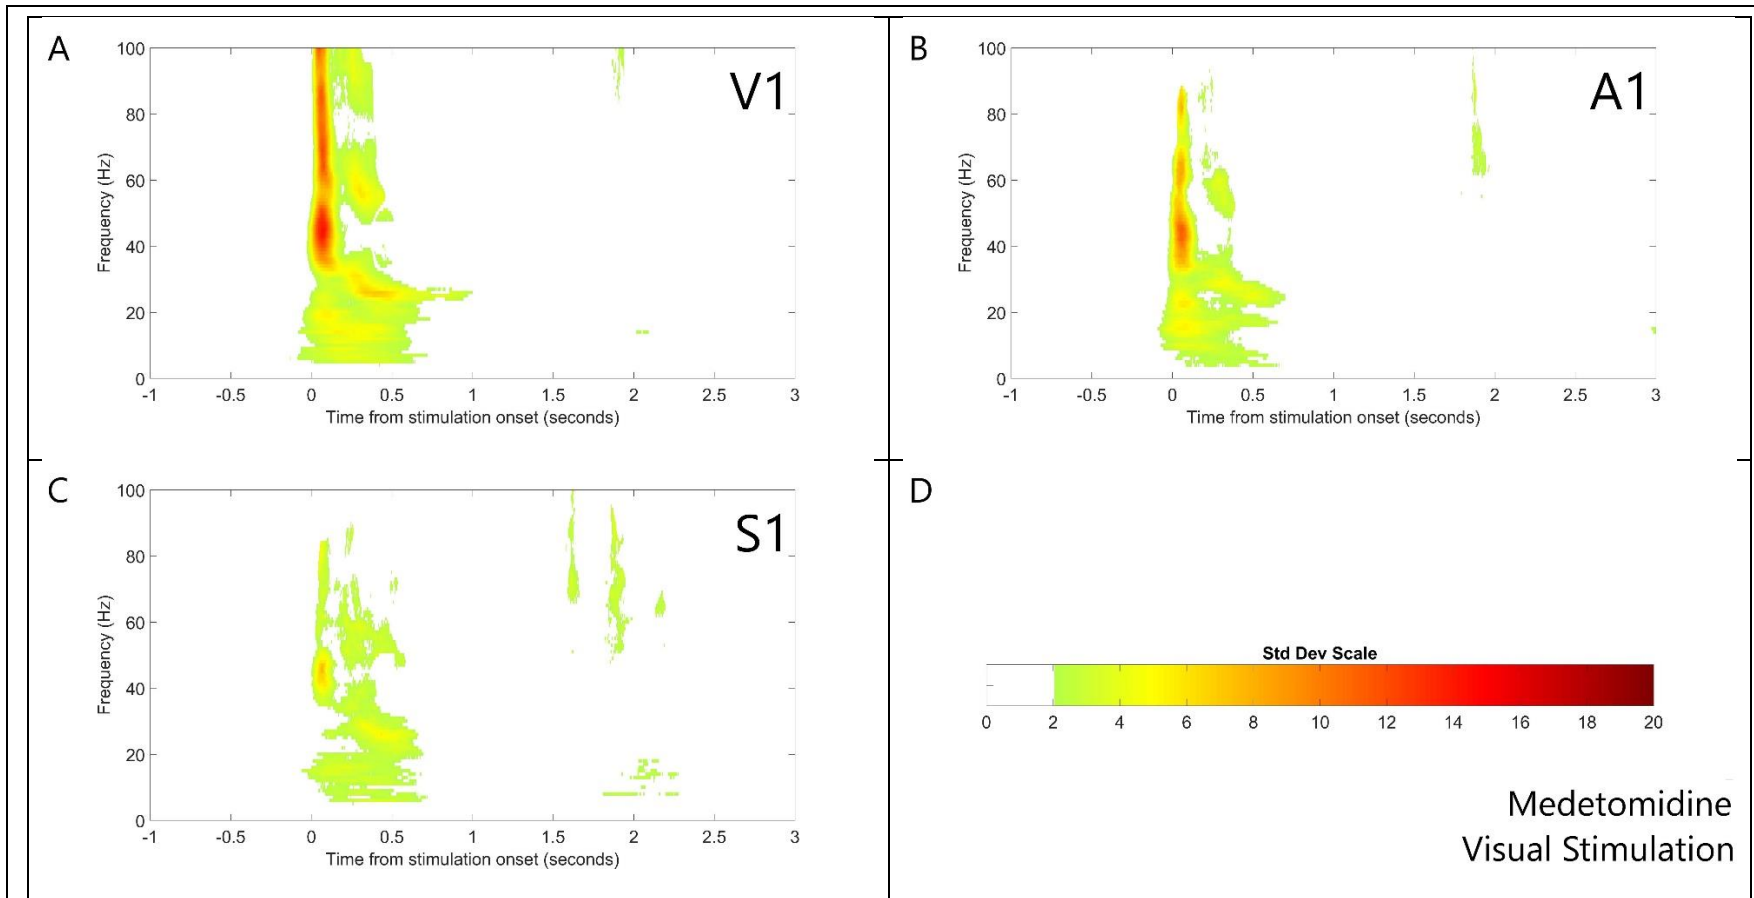 A
V1
100
80
60
40
20
0
Frequency (Hz)
-1 -0.5 0 0.5 1 1.5 2 2.5 3
Time from stimulation onset (seconds)
B
A1
100
80
60
40
20
0
Frequency (Hz)
-1 -0.5 0 0.5 1 1.5 2 2.5 3
Time from stimulation onset (seconds)
C
S1
100
80
60
40
20
0
Frequency (Hz)
-1 -0.5 0 0.5 1 1.5 2 2.5 3
Time from stimulation onset (seconds)
D
Std Dev Scale
0 2 4 6 8 10 12 14 16 18 20
Medetomidine
Visual Stimulation